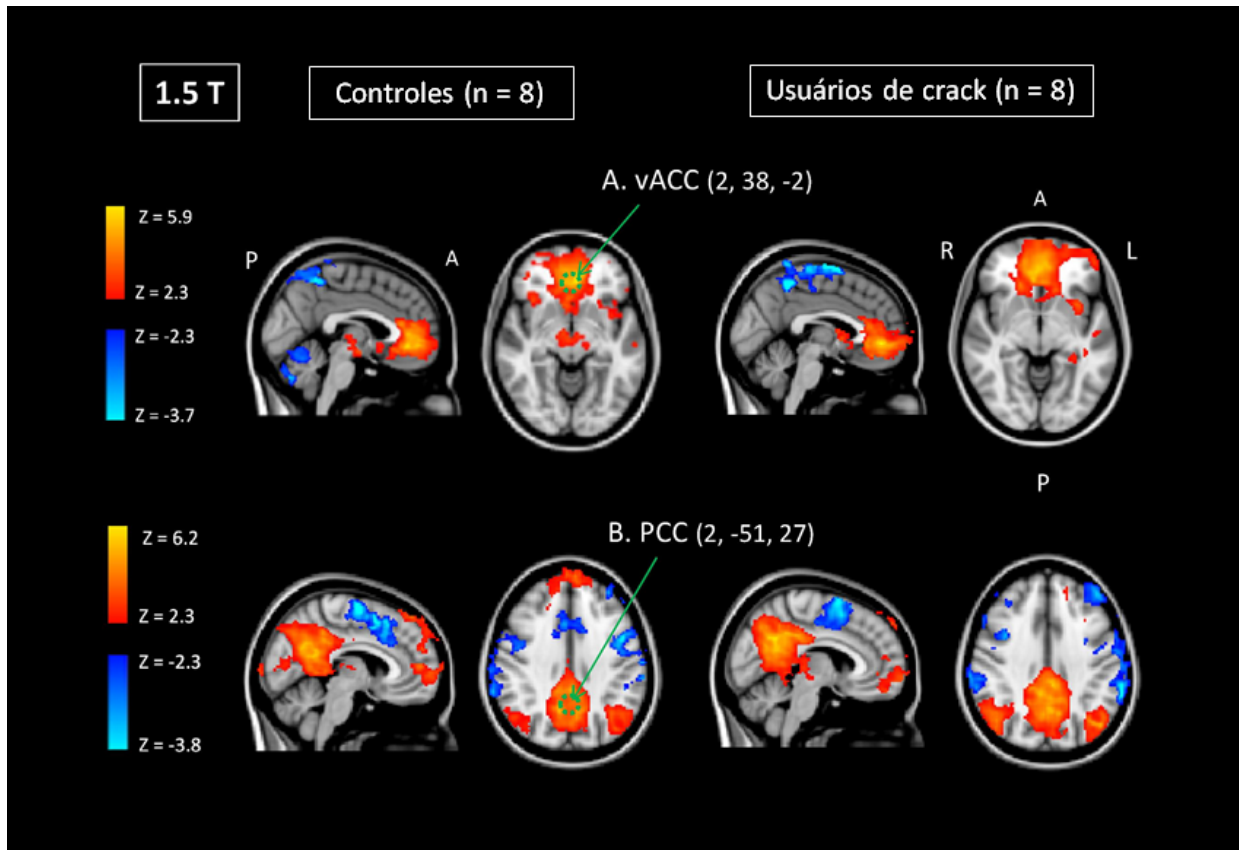 1.5 T
Controles (n = 8)
Usuários de crack (n = 8)
A. vACC (2, 38, -2)
Z = 5.9
Z = 2.3
Z = -2.3
Z = -3.7
P
A
A
R
L
P
B. PCC (2, -51, 27)
Z = 6.2
Z = 2.3
Z = -2.3
Z = -3.8